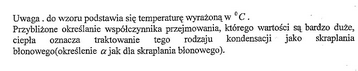 Uwaga . do wzoru podstawia się temperaturę wyrażoną w °C .
Przybliżone określanie współczynnika przejmowania, którego wartości są bardzo duże,
ciepła oznacza traktowanie tego rodzaju kondensacji jako skraplania
błonowego(określenie α jak dla skraplania błonowego).